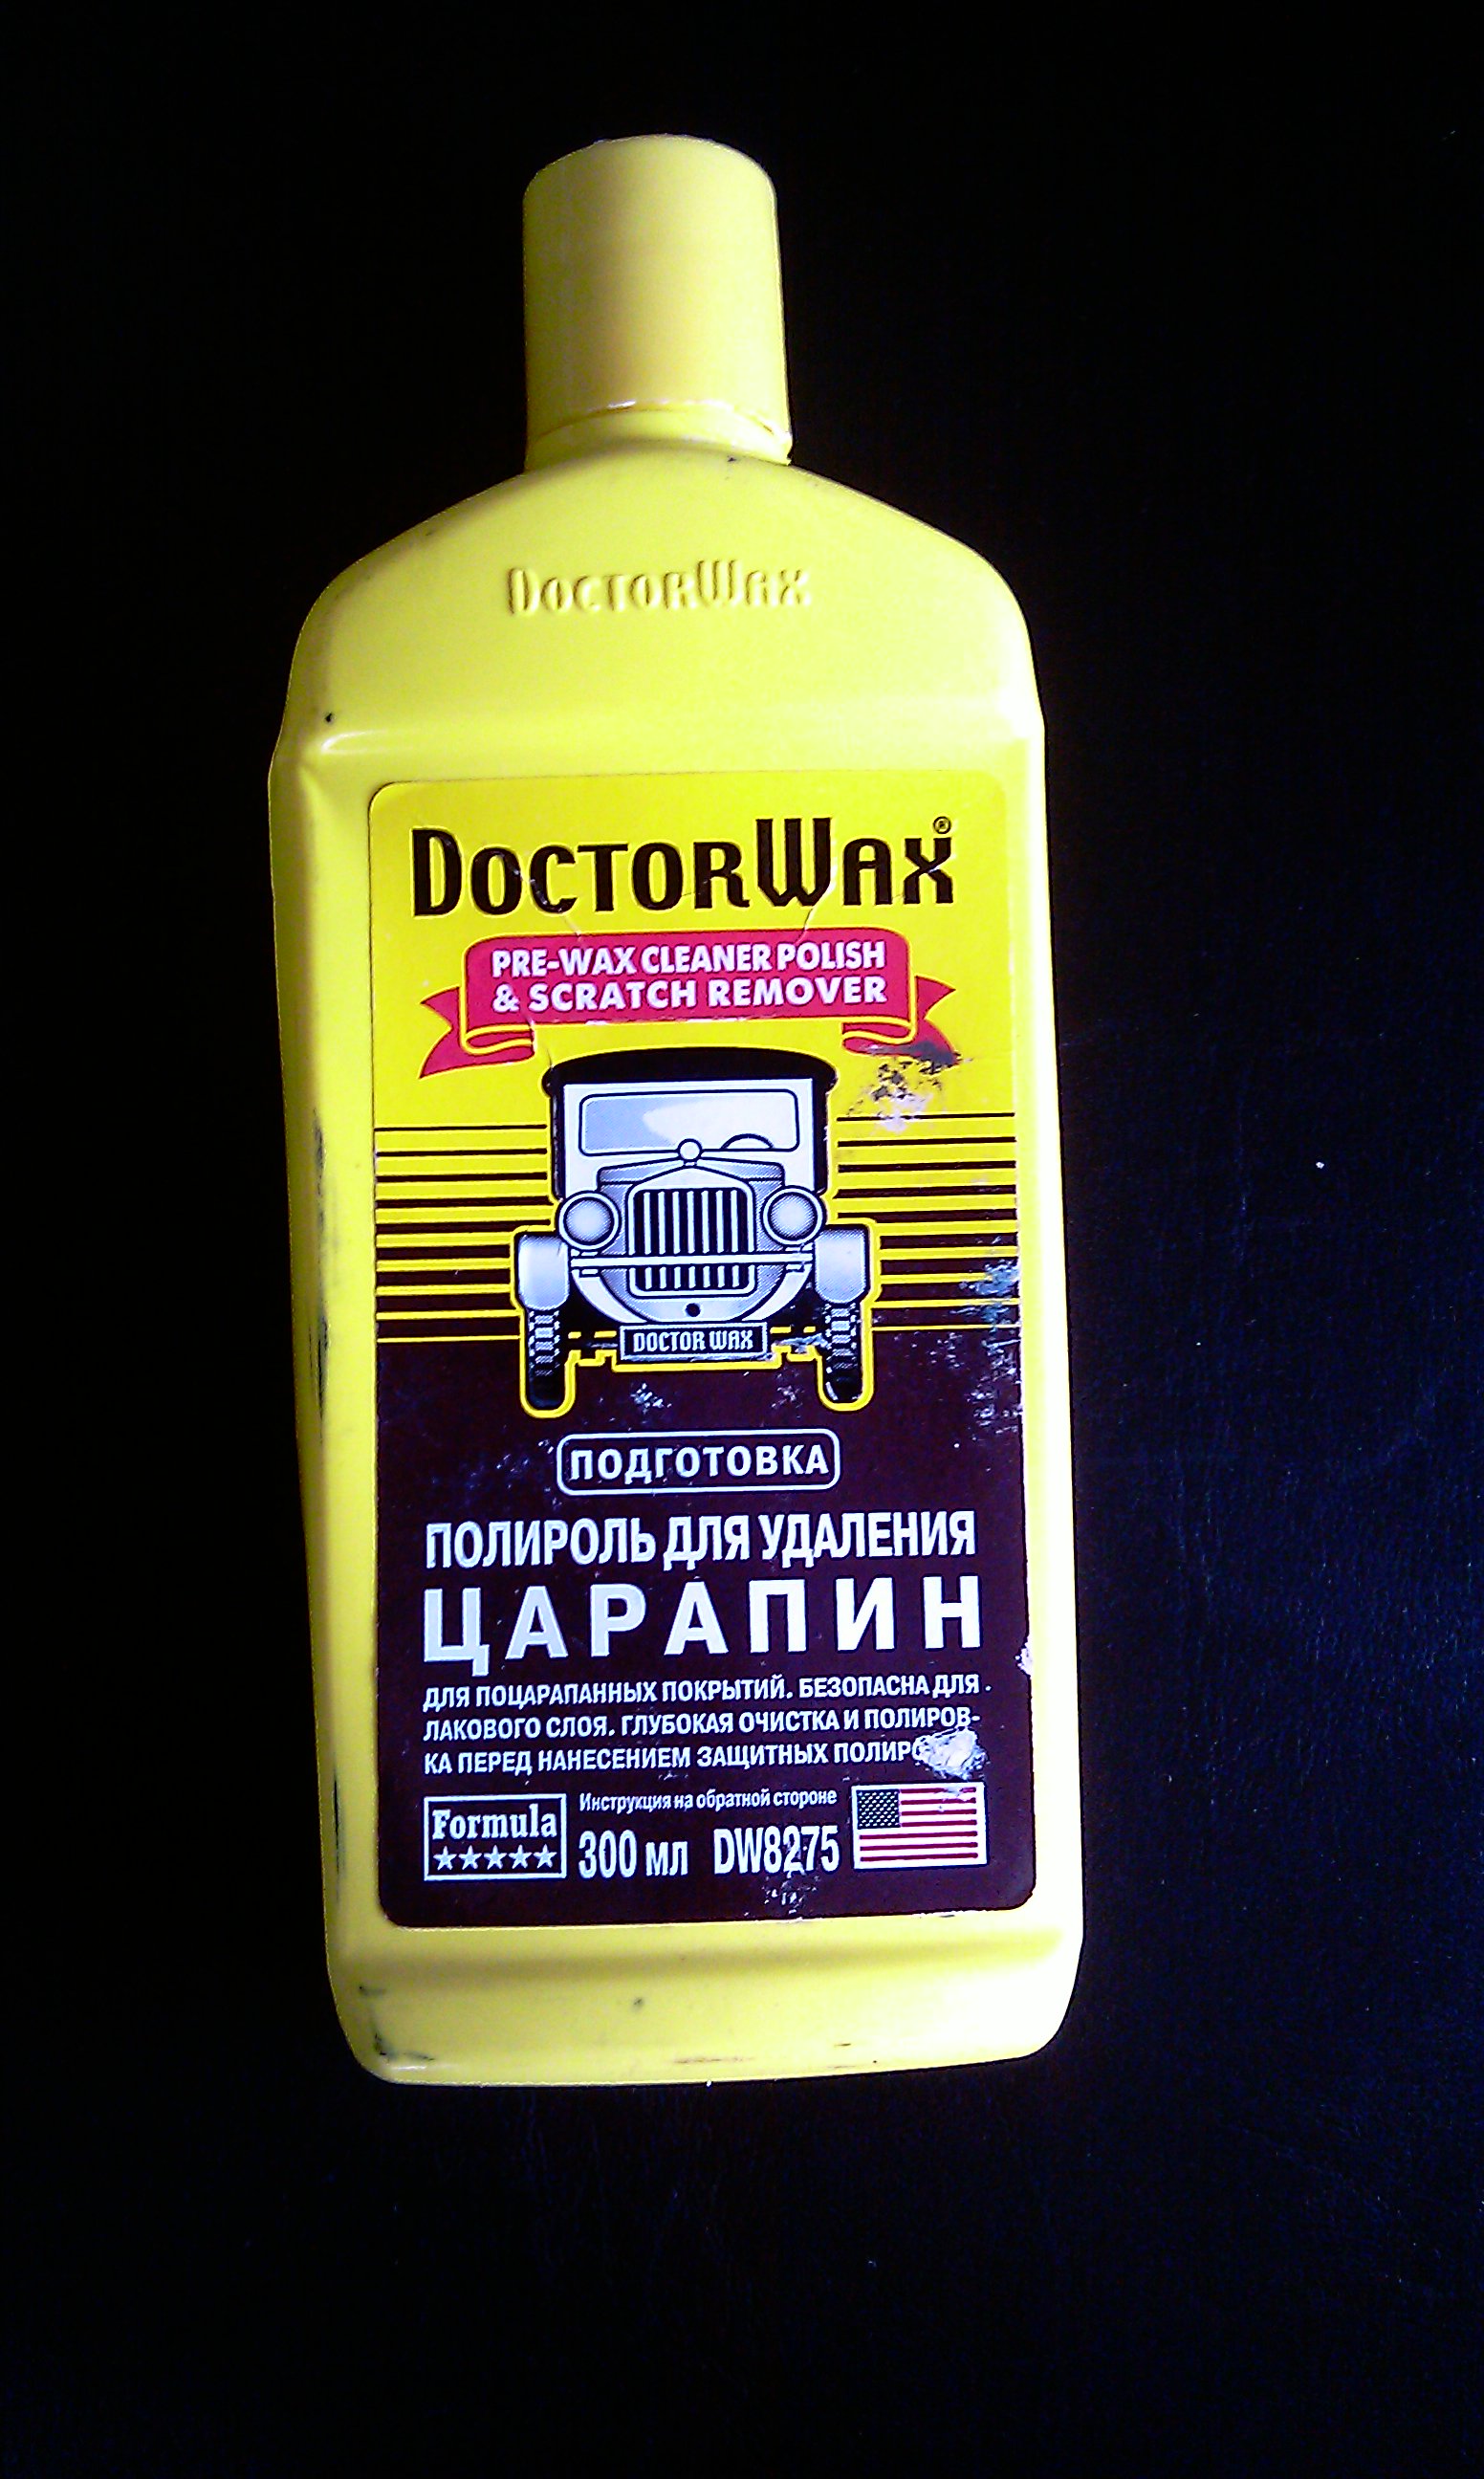 DOCTORWAX
DOCTORWAX®
PRE-WAX CLEANER POLISH
& SCRATCH REMOVER
DOCTOR WAX
ПОДГОТОВКА
ПОЛИРОЛЬ ДЛЯ УДАЛЕНИЯ
ЦАРАПИН
ДЛЯ ПОЦАРАПАННЫХ ПОКРЫТИЙ. БЕЗОПАСНА ДЛЯ
ЛАКОВОГО СЛОЯ. ГЛУБОКАЯ ОЧИСТКА И ПОЛИРОВ-
КА ПЕРЕД НАНЕСЕНИЕМ ЗАЩИТНЫХ
Formula
Инструкция на обратной стороне
300 мл DW8275